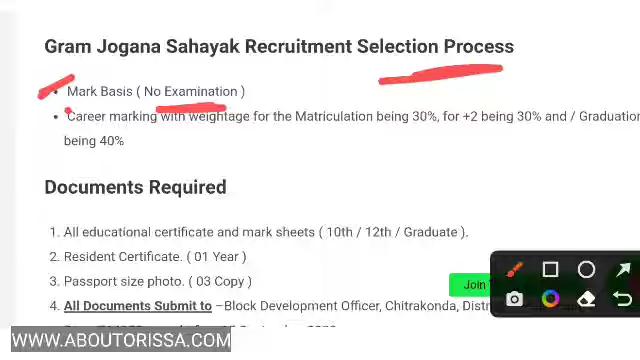 Gram Jogana Sahayak Recruitment Selection Process
Mark Basis ( No Examination )
Career marking with weightage for the Matriculation being 30%, for +2 being 30% and / Graduation
being 40%
Documents Required
1. All educational certificate and mark sheets ( 10th / 12th / Graduate ).
2. Resident Certificate. ( 01 Year )
3. Passport size photo. ( 03 Copy )
Join
4. All Documents Submit to –Block Development Officer, Chitrakonda,
WWW.ABOUTORISSA.COM